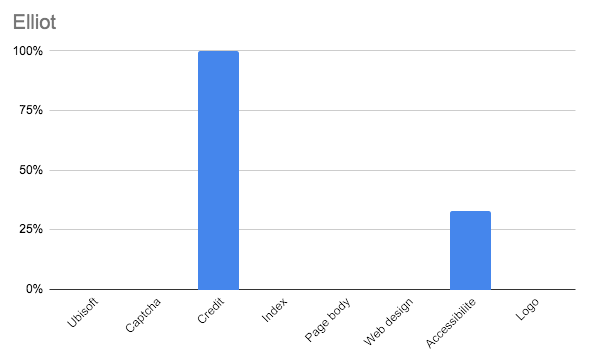 Elliot
100%
75%
50%
25%
0%
Ubisoft
Captcha
Credit
Index
Page body
Web design
Accessibilite
Logo